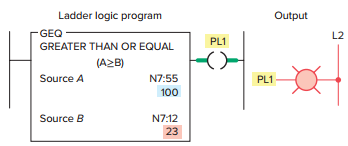 Ladder logic program
Output
GEQ
GREATER THAN OR EQUAL
(A≥B)
Source A N7:55
100
Source B N7:12
23
PL1
L2
PL1